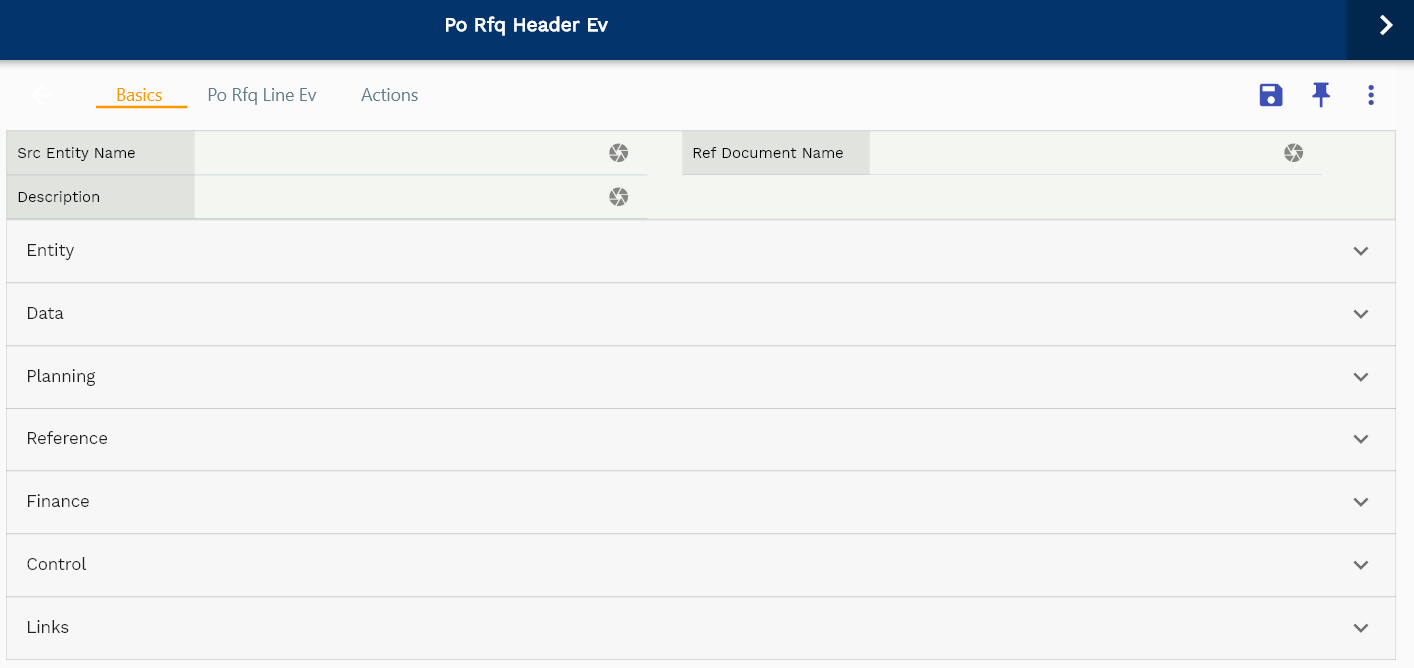 Po Rfq Header Ev
Basics Po Rfq Line Ev Actions
Src Entity Name Ref Document Name
Description
Entity
Data
Planning
Reference
Finance
Control
Links